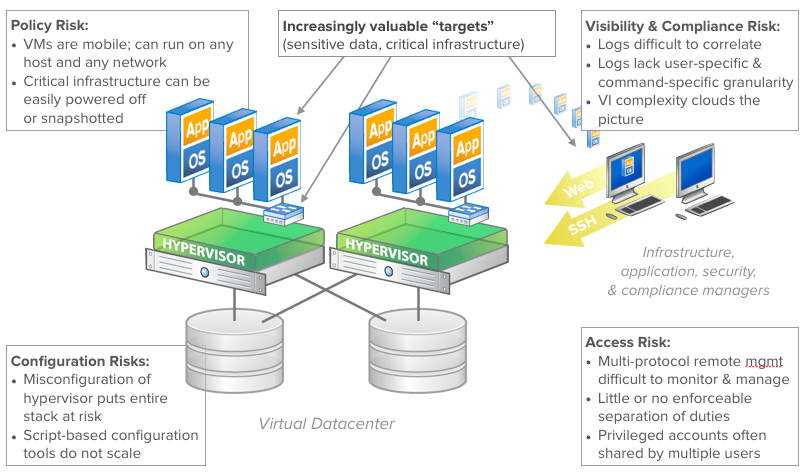 Policy Risk:
• VMs are mobile; can run on any
host and any network
• Critical infrastructure can be
easily powered off
or snapshotted
Increasingly valuable “targets”
(sensitive data, critical infrastructure)
Visibility & Compliance Risk:
• Logs difficult to correlate
• Logs lack user-specific &
command-specific granularity
• VI complexity clouds the
picture
App
OS
App
OS
App
OS
App
OS
App
OS
App
OS
Web
SSH
HYPERVISOR
HYPERVISOR
Infrastructure,
application, security,
& compliance managers
Configuration Risks:
• Misconfiguration of
hypervisor puts entire
stack at risk
• Script-based configuration
tools do not scale
Virtual Datacenter
Access Risk:
• Multi-protocol remote mgmt
difficult to monitor & manage
• Little or no enforceable
separation of duties
• Privileged accounts often
shared by multiple users